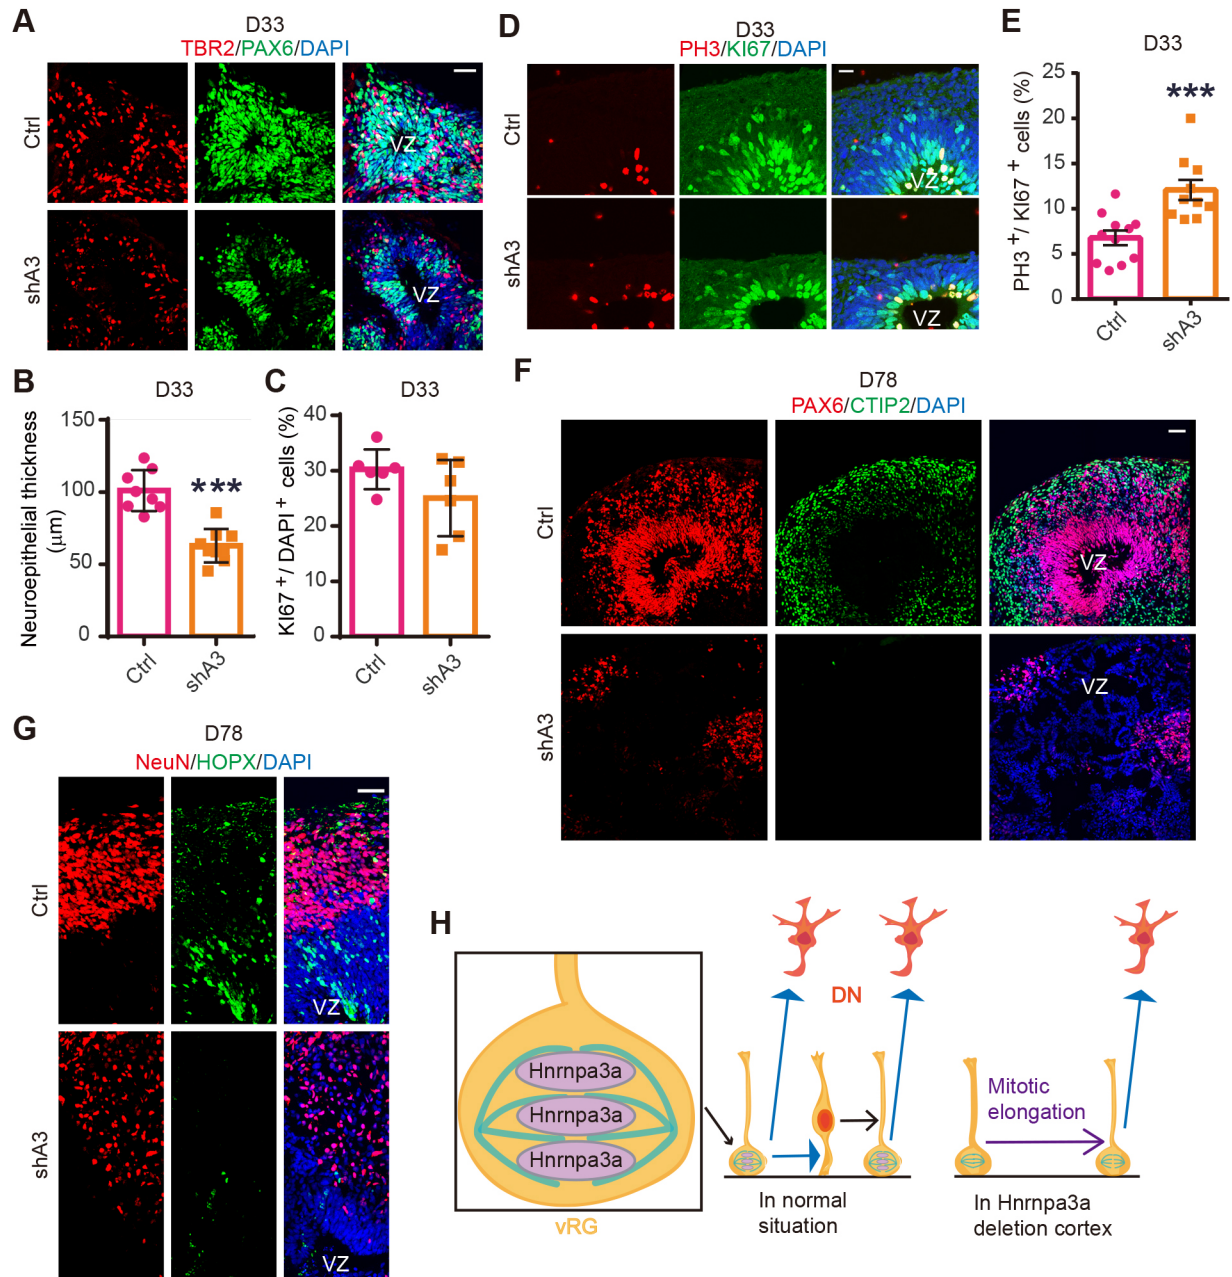 A
D33
TBR2/PAX6/DAPI
Ctrl
VZ
shA3
VZ
B
D33
Neuroepithelial thickness
(μm)
150
100
50
0
Ctrl
shA3
***
C
D33
KI67 +/ DAPI + cells (%)
40
30
20
10
0
Ctrl
shA3
D
D33
PH3/KI67/DAPI
Ctrl
VZ
shA3
VZ
E
D33
PH3 +/ KI67 + cells (%)
25
20
15
10
5
0
***
Ctrl
shA3
F
D78
PAX6/CTIP2/DAPI
Ctrl
VZ
shA3
VZ
G
D78
NeuN/HOPX/DAPI
Ctrl
VZ
shA3
VZ
H
Hnrnpa3a
Hnrnpa3a
Hnrnpa3a
vRG
DN
In normal
situation
Mitotic
elongation
In Hnrnpa3a
deletion cortex